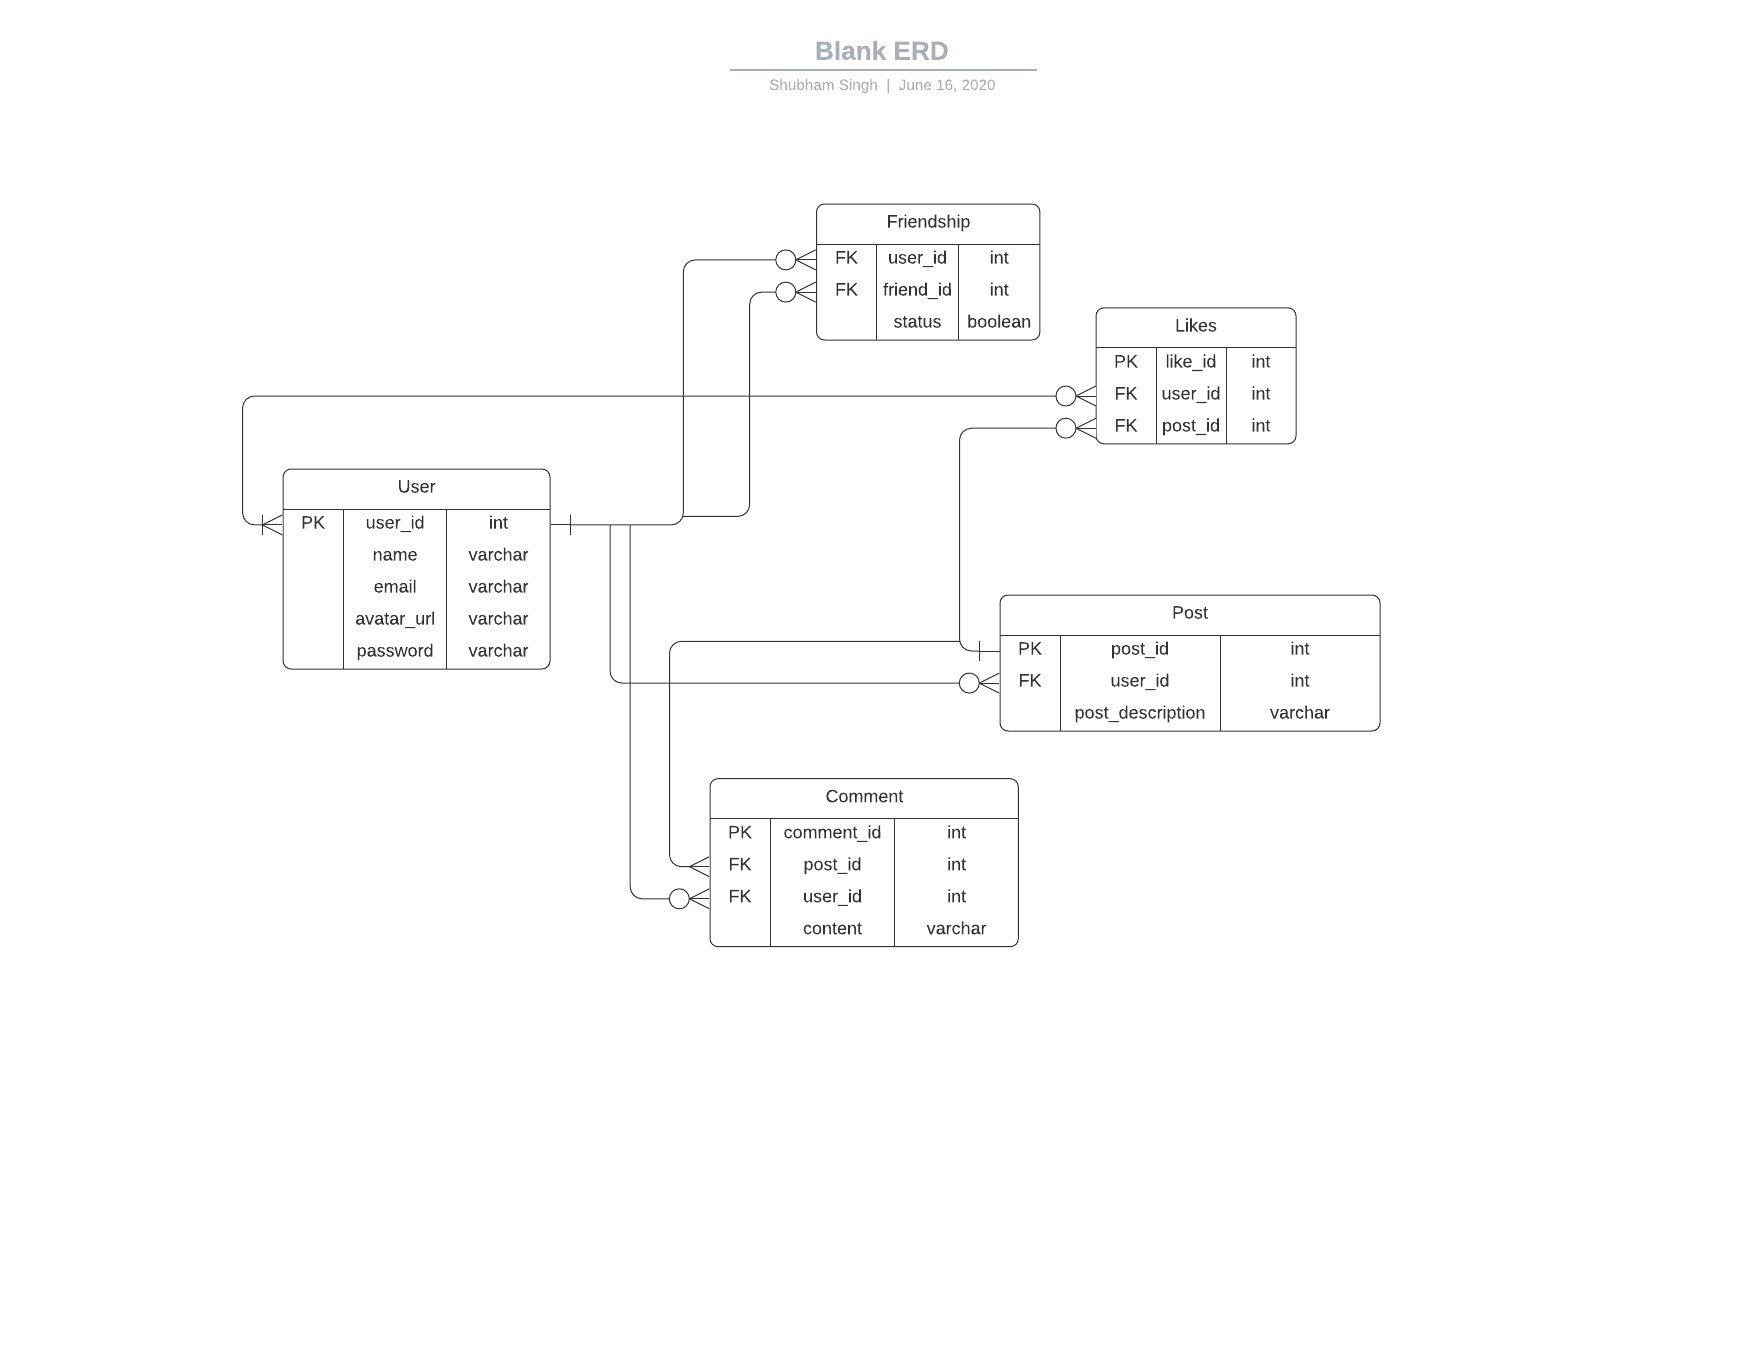 Blank ERD
Shubham Singh | June 16, 2020
Friendship
FK user_id int
FK friend_id int
status boolean
Likes
PK like_id int
FK user_id int
FK post_id int
User
PK user_id int
name varchar
email varchar
avatar_url varchar
password varchar
Post
PK post_id int
FK user_id int
post_description varchar
Comment
PK comment_id int
FK post_id int
FK user_id int
content varchar